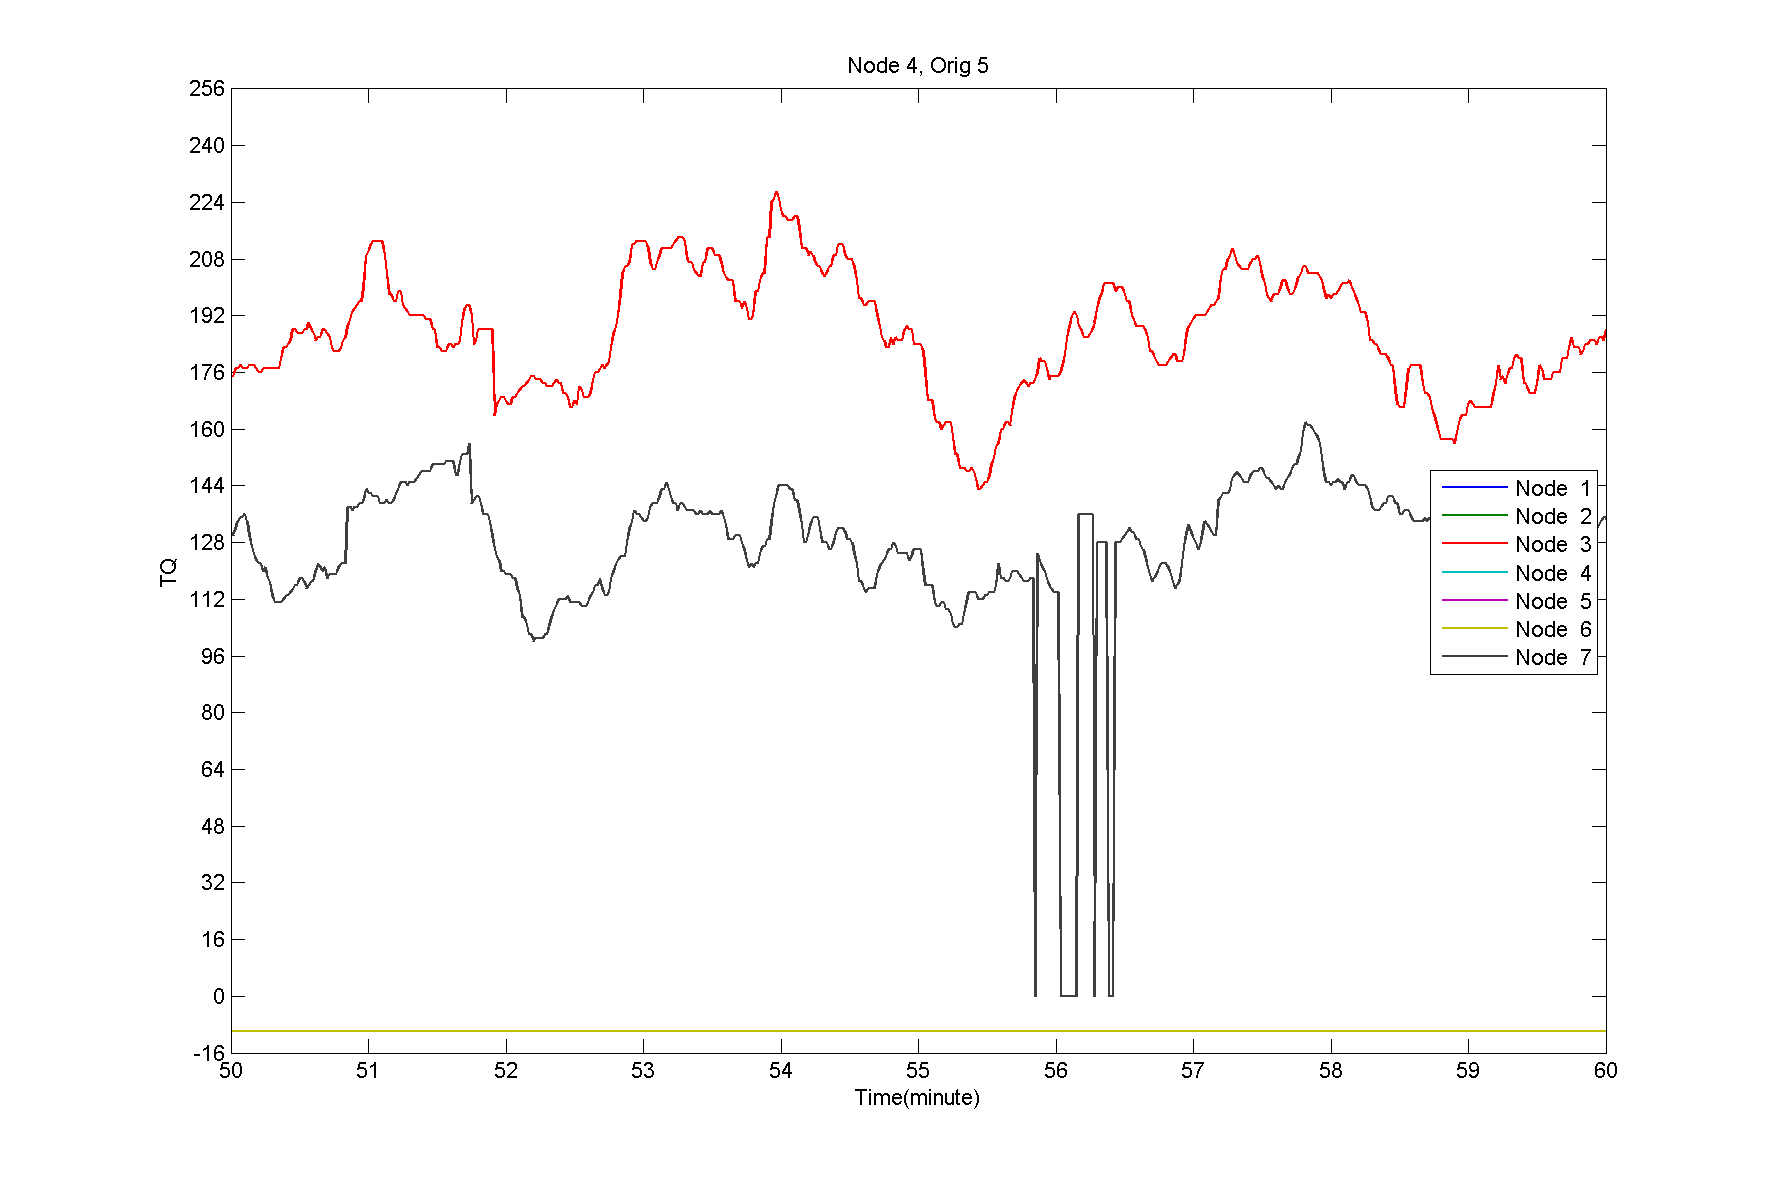 Node 4, Orig 5
256
240
224
208
192
176
160
144
128
112
96
80
64
48
32
16
0
-16
TQ
Node 1
Node 2
Node 3
Node 4
Node 5
Node 6
Node 7
50 51 52 53 54 55 56 57 58 59 60
Time(minute)